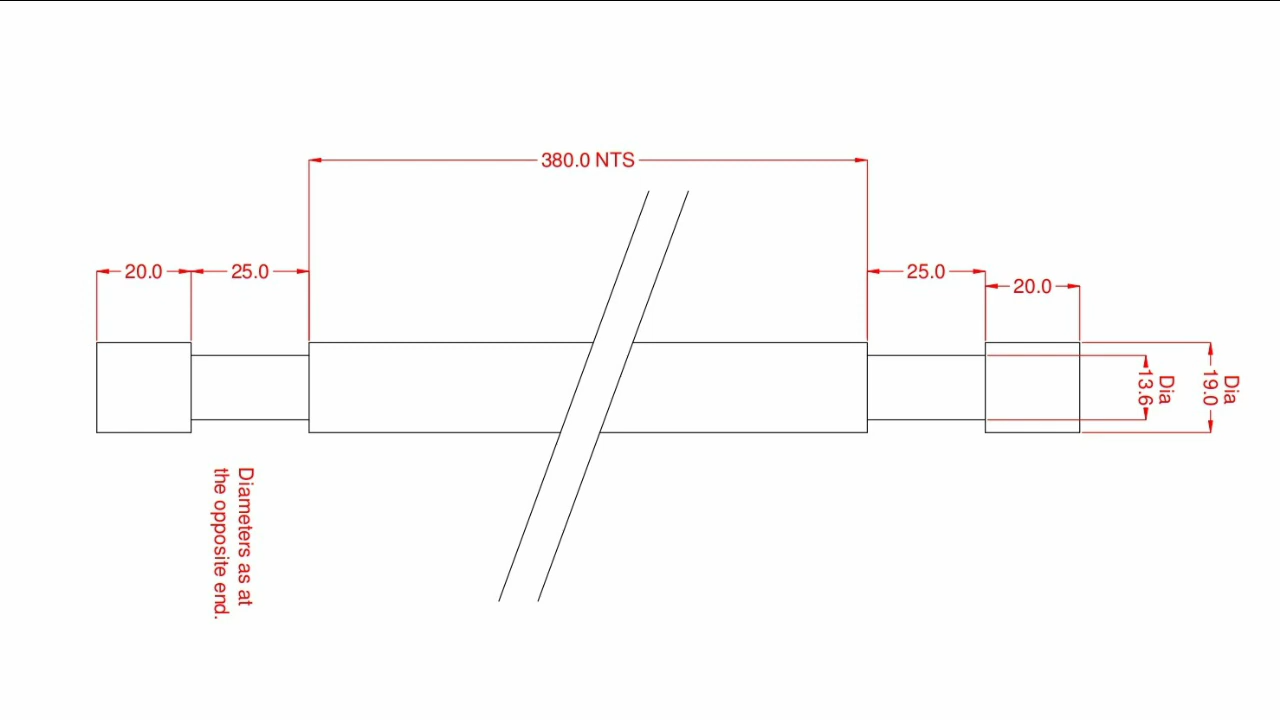 380.0 NTS
20.0
25.0
25.0
20.0
Dia
13.6
Dia
19.0
Diameters as at
the opposite end.